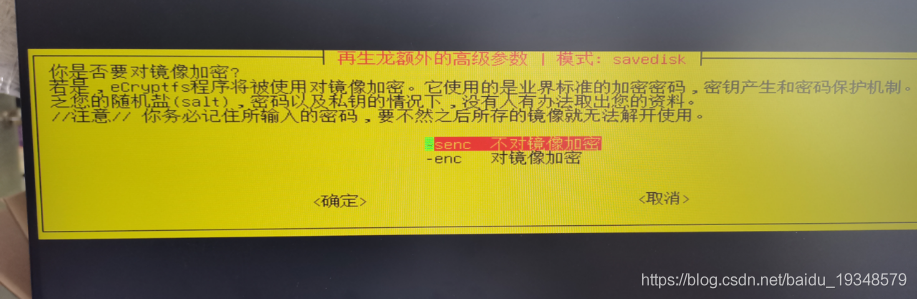 再生龙额外的高级参数 | 模式: savedisk
你是否要对镜像加密?
若是,eCryptfs程序将被使用对镜像加密。它使用的是业界标准的加密密码,密钥产生和密码保护机制。
之您的随机盐(salt),密码以及私钥的情况下,没有人有办法取出您的资料。
//注意// 你务必记住所输入的密码,要不然之后所存的镜像就无法解开使用。
-senc 不对镜像加密
-enc 对镜像加密
<确定> <取消>
https://blog.csdn.net/baidu_19348579